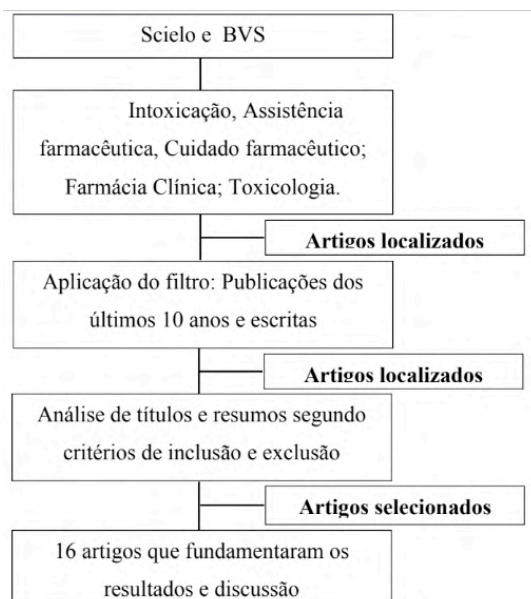 Scielo e BVS
Intoxicação, Assistência
farmacêutica, Cuidado farmacêutico;
Farmácia Clínica; Toxicologia.
Artigos localizados
Aplicação do filtro: Publicações dos
últimos 10 anos e escritas
Artigos localizados
Análise de títulos e resumos segundo
critérios de inclusão e exclusão
Artigos selecionados
16 artigos que fundamentaram os
resultados e discussão